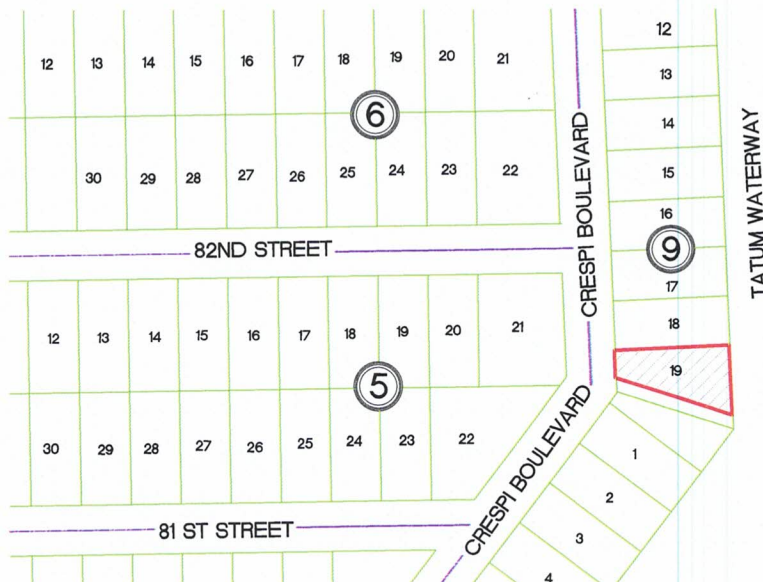 12 13 14 15 16 17 18 19 20 21
6
30 29 28 27 26 25 24 23 22
82ND STREET
12 13 14 15 16 17 18 19 20 21
5
30 29 28 27 26 25 24 23 22
81 ST STREET
CRESPI BOULEVARD
CRESPI BOULEVARD
12
13
14
15
16
9
17
18
19
1
2
3
4
TATUM WATERWAY